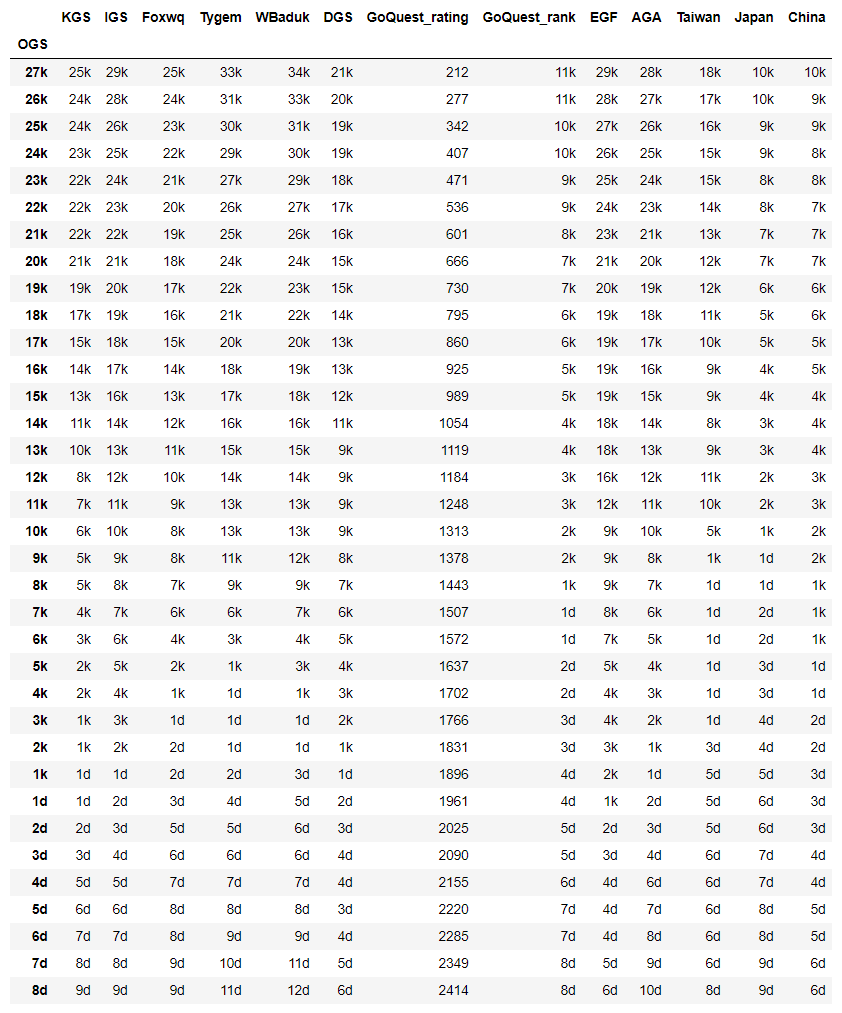 KGS IGS Foxwq Tygem WBaduk DGS GoQuest_rating GoQuest_rank EGF AGA Taiwan Japan China
OGS
27k 25k 29k 25k 33k 34k 21k 212 11k 29k 28k 18k 10k 10k
26k 24k 28k 24k 31k 33k 20k 277 11k 28k 27k 17k 10k 9k
25k 24k 26k 23k 30k 31k 19k 342 10k 27k 26k 16k 9k 9k
24k 23k 25k 22k 29k 30k 19k 407 10k 26k 25k 15k 9k 8k
23k 22k 24k 21k 27k 29k 18k 471 9k 25k 24k 15k 8k 8k
22k 22k 23k 20k 26k 27k 17k 536 9k 24k 23k 14k 8k 7k
21k 22k 22k 19k 25k 26k 16k 601 8k 23k 21k 13k 7k 7k
20k 21k 21k 18k 24k 24k 15k 666 7k 21k 20k 12k 7k 7k
19k 19k 20k 17k 22k 23k 15k 730 7k 20k 19k 12k 6k 6k
18k 17k 19k 16k 21k 22k 14k 795 6k 19k 18k 11k 5k 6k
17k 15k 18k 15k 20k 20k 13k 860 6k 19k 17k 10k 5k 5k
16k 14k 17k 14k 18k 19k 13k 925 5k 19k 16k 9k 4k 5k
15k 13k 16k 13k 17k 18k 12k 989 5k 19k 15k 9k 4k 4k
14k 11k 14k 12k 16k 16k 11k 1054 4k 18k 14k 8k 3k 4k
13k 10k 13k 11k 15k 15k 9k 1119 4k 18k 13k 9k 3k 4k
12k 8k 12k 10k 14k 14k 9k 1184 3k 16k 12k 11k 2k 3k
11k 7k 11k 9k 13k 13k 9k 1248 3k 12k 11k 10k 2k 3k
10k 6k 10k 8k 13k 13k 9k 1313 2k 9k 10k 5k 1k 2k
9k 5k 9k 8k 11k 12k 8k 1378 2k 9k 8k 1k 1d 2k
8k 5k 8k 7k 9k 9k 7k 1443 1k 9k 7k 1d 1d 1k
7k 4k 7k 6k 6k 7k 6k 1507 1d 8k 6k 1d 2d 1k
6k 3k 6k 4k 3k 4k 5k 1572 1d 7k 5k 1d 2d 1k
5k 2k 5k 2k 1k 3k 4k 1637 2d 5k 4k 1d 3d 1d
4k 2k 4k 1k 1d 1k 3k 1702 2d 4k 3k 1d 3d 1d
3k 1k 3k 1d 1d 1d 2k 1766 3d 4k 2k 1d 4d 2d
2k 1k 2k 2d 1d 1d 1k 1831 3d 3k 1k 3d 4d 2d
1k 1d 1d 2d 2d 3d 1d 1896 4d 2k 1d 5d 5d 3d
1d 1d 2d 3d 4d 5d 2d 1961 4d 1k 2d 5d 6d 3d
2d 2d 3d 5d 5d 6d 3d 2025 5d 2d 3d 5d 6d 3d
3d 3d 4d 6d 6d 6d 4d 2090 5d 3d 4d 6d 7d 4d
4d 5d 5d 7d 7d 7d 4d 2155 6d 4d 6d 6d 7d 4d
5d 6d 6d 8d 8d 8d 3d 2220 7d 4d 7d 6d 8d 5d
6d 7d 7d 8d 9d 9d 4d 2285 7d 4d 8d 6d 8d 5d
7d 8d 8d 9d 10d 11d 5d 2349 8d 5d 9d 6d 9d 6d
8d 9d 9d 9d 11d 12d 6d 2414 8d 6d 10d 8d 9d 6d